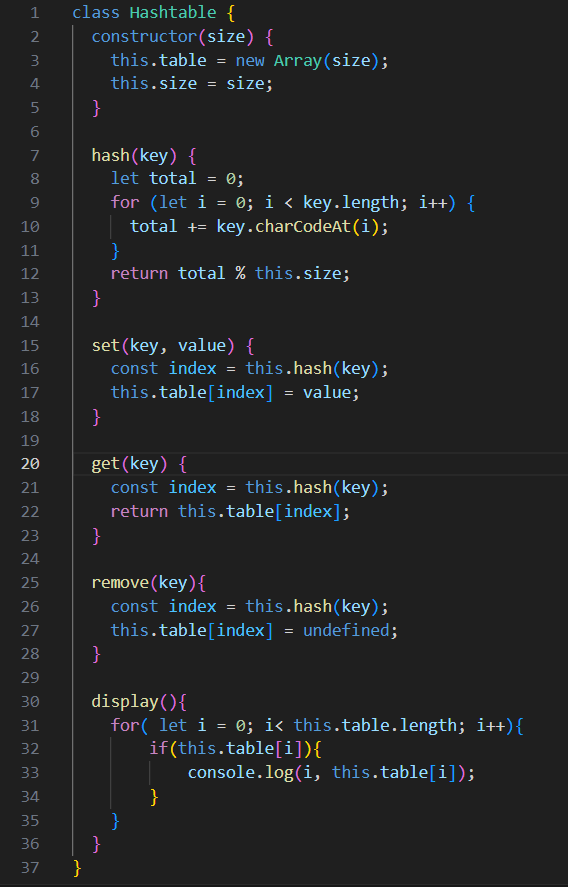 1 class Hashtable {
2   constructor(size) {
3     this.table = new Array(size);
4     this.size = size;
5   }
6
7   hash(key) {
8     let total = 0;
9     for (let i = 0; i < key.length; i++) {
10       total += key.charCodeAt(i);
11     }
12     return total % this.size;
13   }
14
15   set(key, value) {
16     const index = this.hash(key);
17     this.table[index] = value;
18   }
19
20   get(key) {
21     const index = this.hash(key);
22     return this.table[index];
23   }
24
25   remove(key){
26     const index = this.hash(key);
27     this.table[index] = undefined;
28   }
29
30   display(){
31     for( let i = 0; i< this.table.length; i++){
32         if(this.table[i]){
33             console.log(i, this.table[i]);
34         }
35     }
36   }
37 }